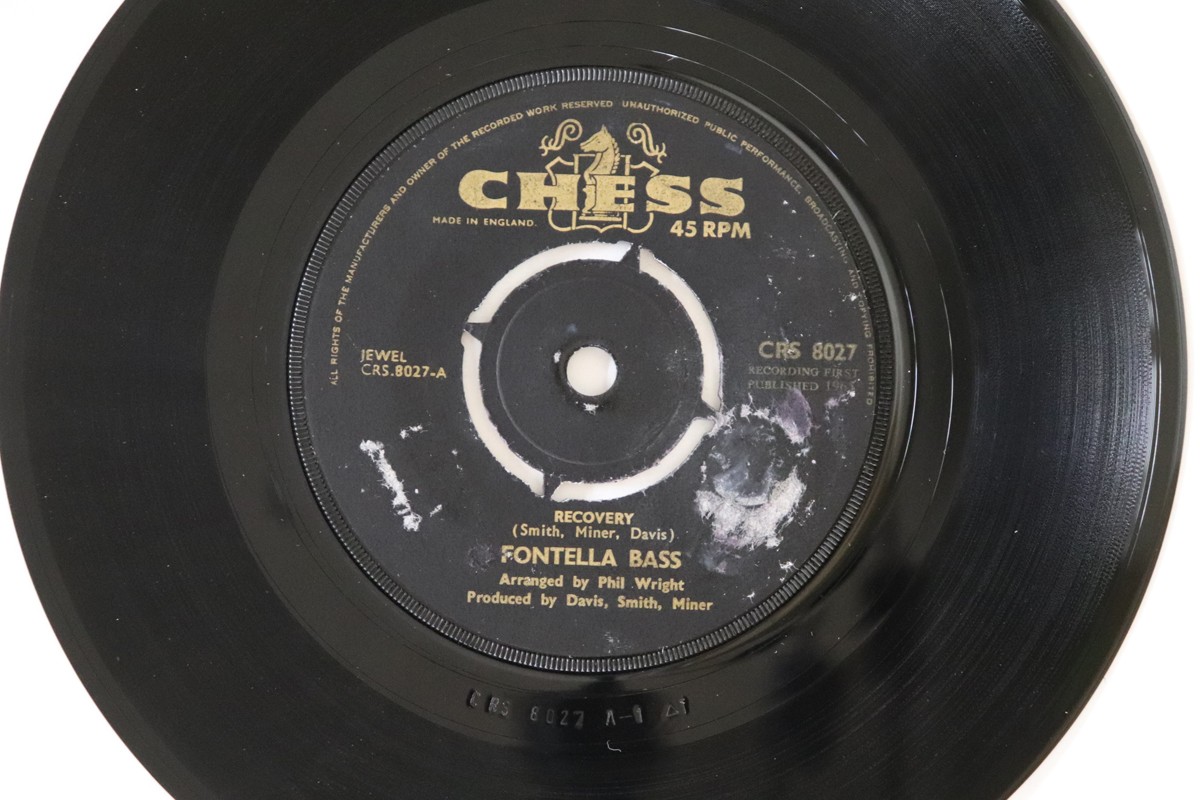 ALL RIGHTS OF THE MANUFACTURERS AND OWNER OF THE RECORDED WORK RESERVED UNAUTHORIZED PUBLIC PERFORMANCE, BROADCASTING AND COPYING PROHIBITED
CHESS
MADE IN ENGLAND.
45 RPM
JEWEL
CRS.8027-A
CRS 8027
RECORDING FIRST
PUBLISHED
RECOVERY
(Smith, Miner, Davis)
FONTELLA BASS
Arranged by Phil Wright
Produced by Davis, Smith, Miner
CRS 8027 A-1